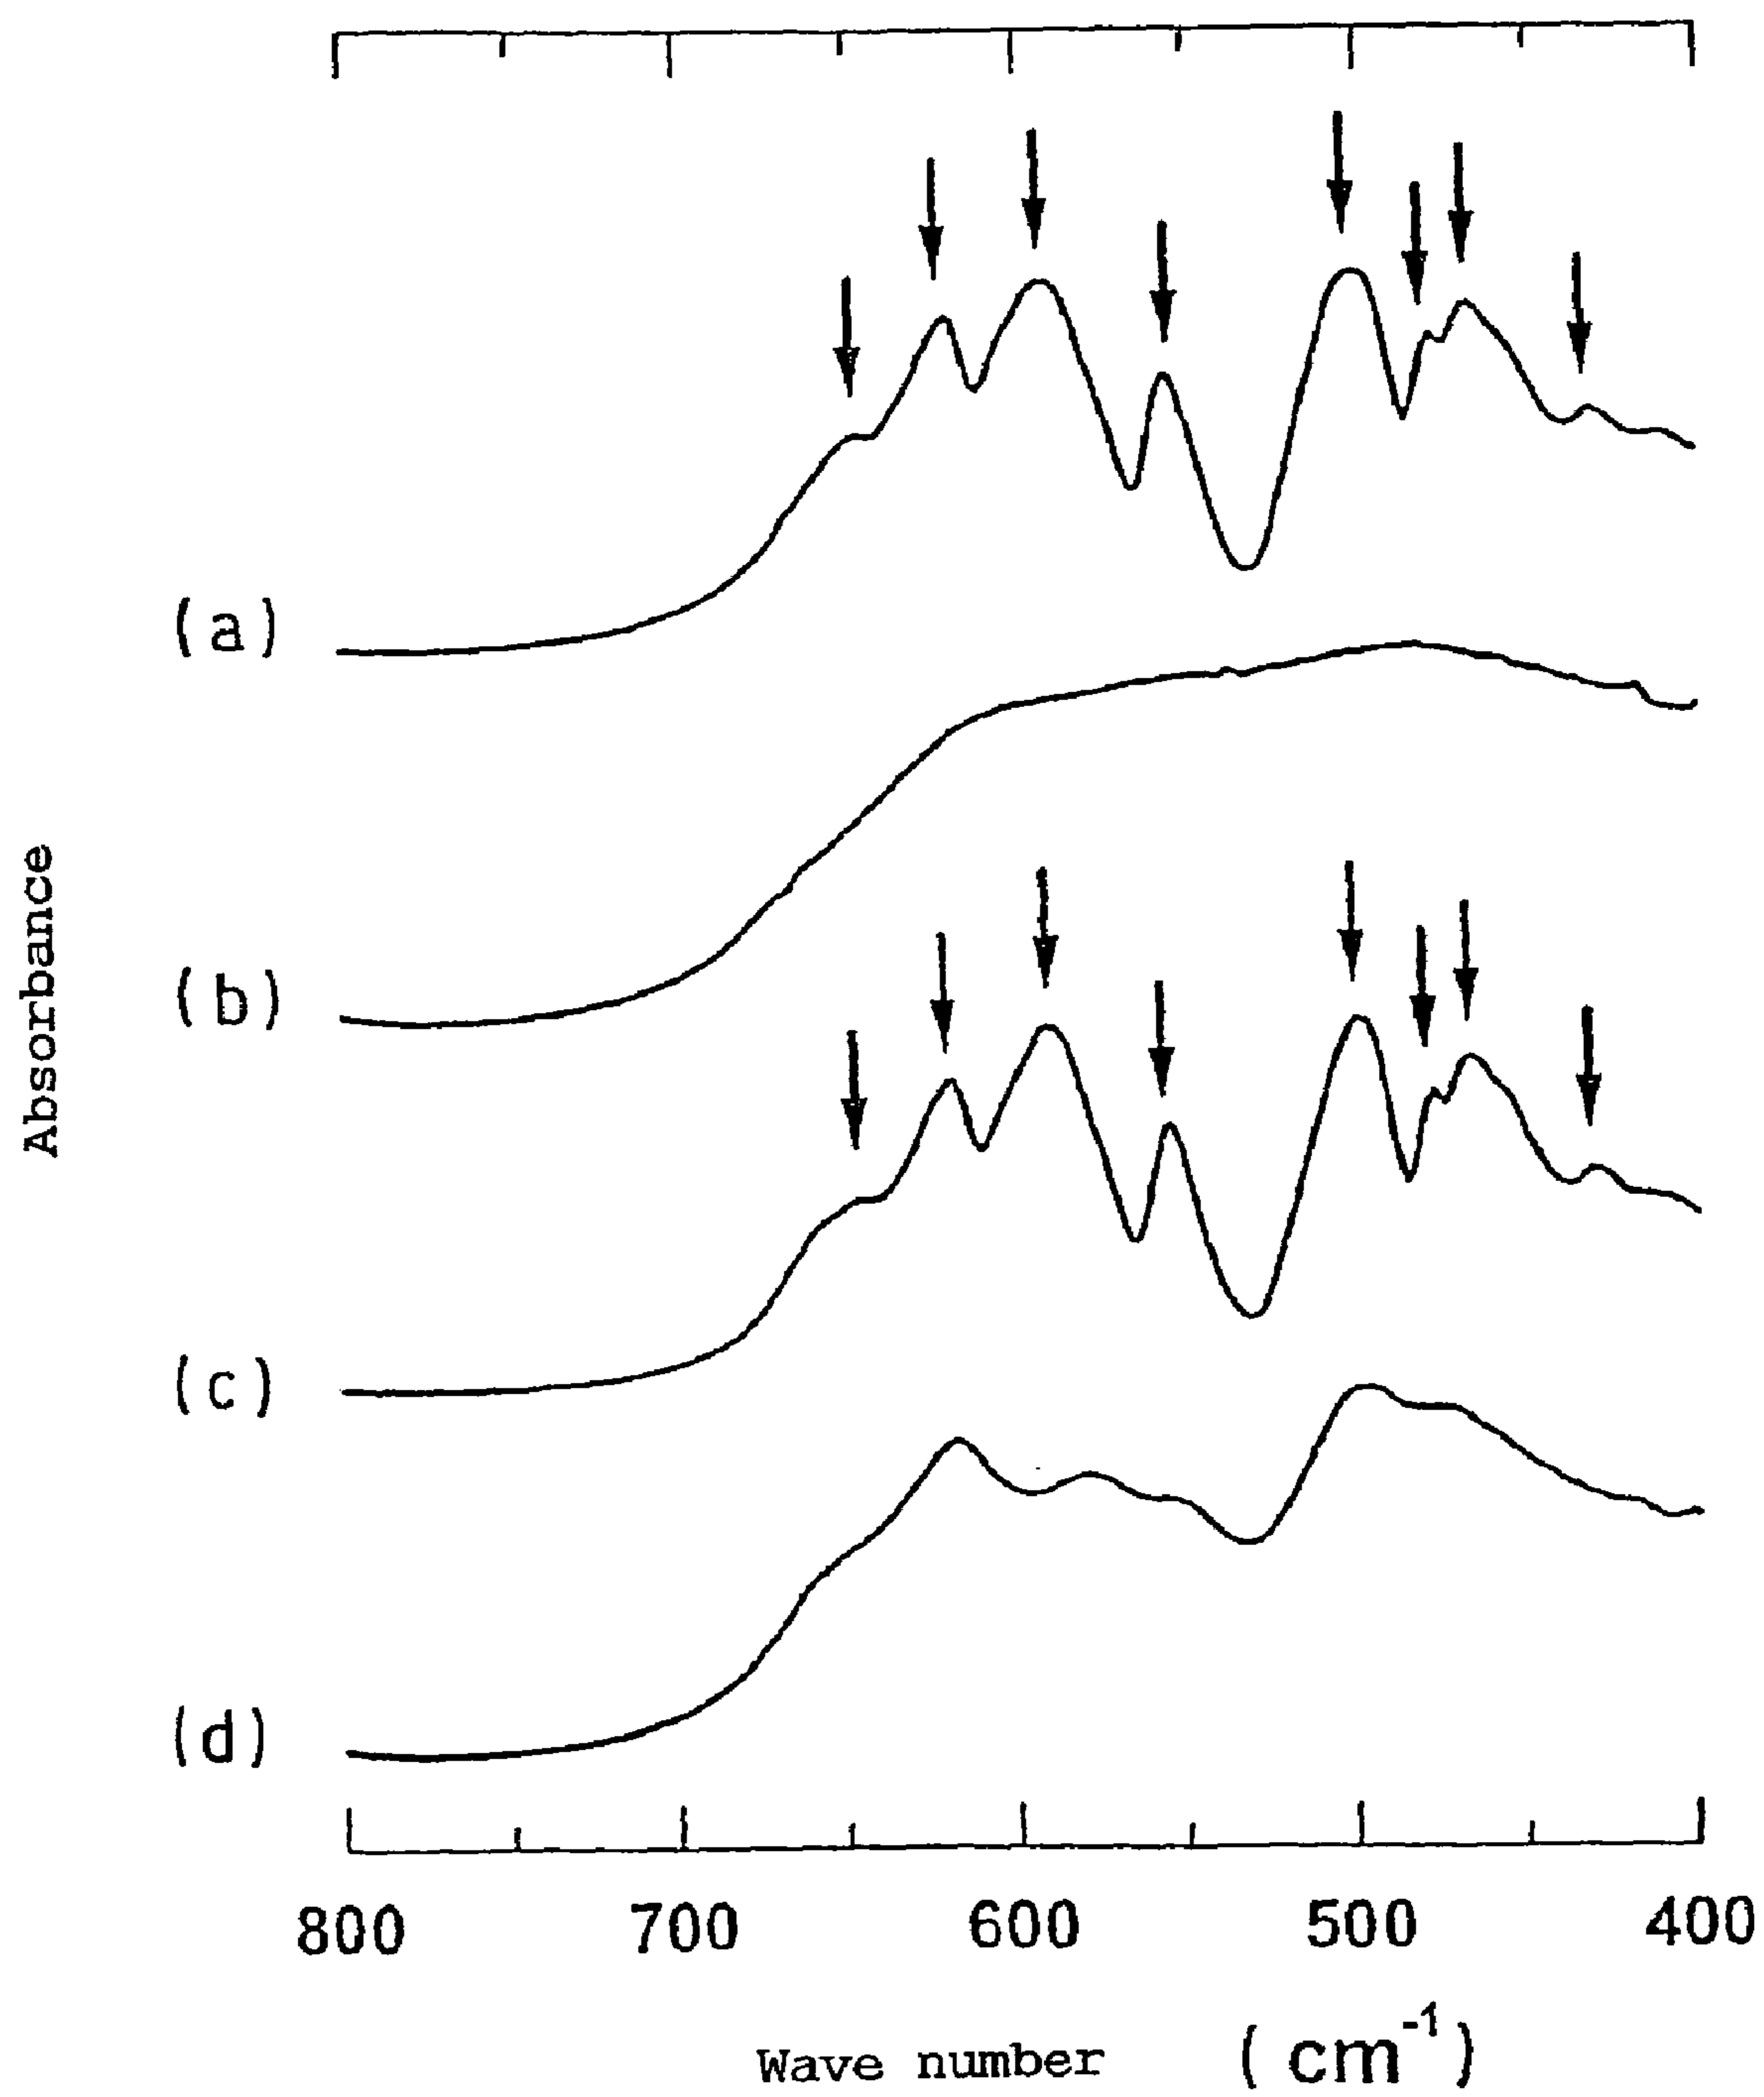 (a)
(b)
(c)
(d)
Absorbance
800 700 600 500 400
Wave number (cm⁻¹)